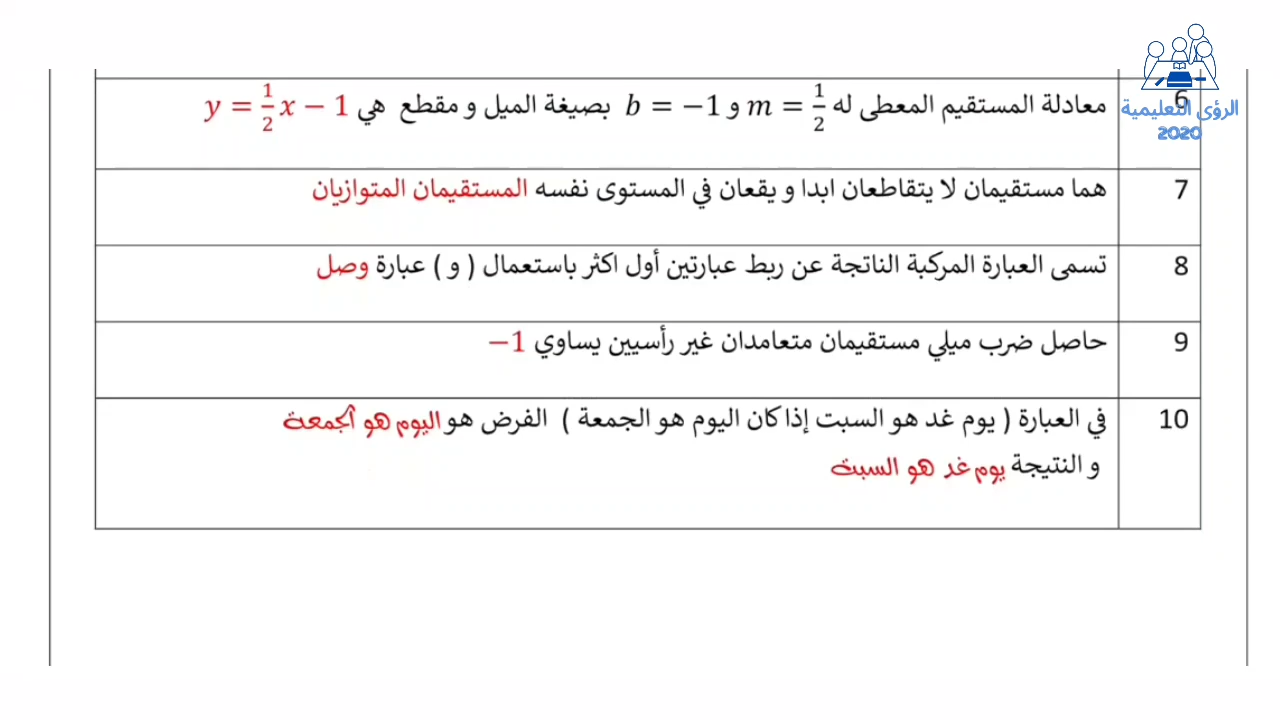 الرؤى التعليمية
2020
6 معادلة المستقيم المعطى له m = 1/2 و b = −1 بصيغة الميل و مقطع هي y = 1/2 x − 1
7 هما مستقيمان لا يتقاطعان ابدا و يقعان في المستوى نفسه المستقيمان المتوازيان
8 تسمى العبارة المركبة الناتجة عن ربط عبارتين أول اكثر باستعمال ( و ) عبارة وصل
9 حاصل ضرب ميلي مستقيمان متعامدان غير رأسيين يساوي −1
10 في العبارة ( يوم غد هو السبت إذا كان اليوم هو الجمعة ) الفرض هو اليوم هو الجمعة
و النتيجة يوم غد هو السبت